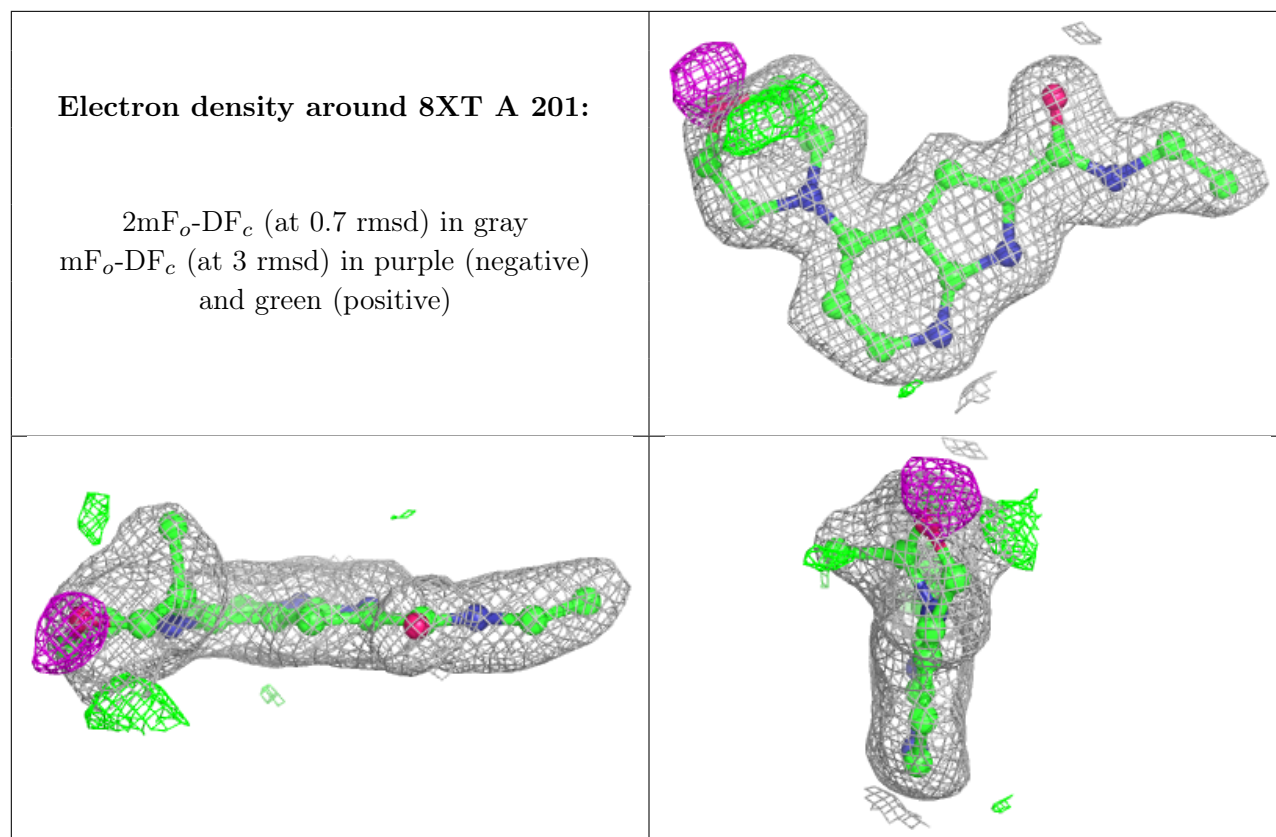 Electron density around 8XT A 201:
2mFo-DFc (at 0.7 rmsd) in gray
mFo-DFc (at 3 rmsd) in purple (negative)
and green (positive)